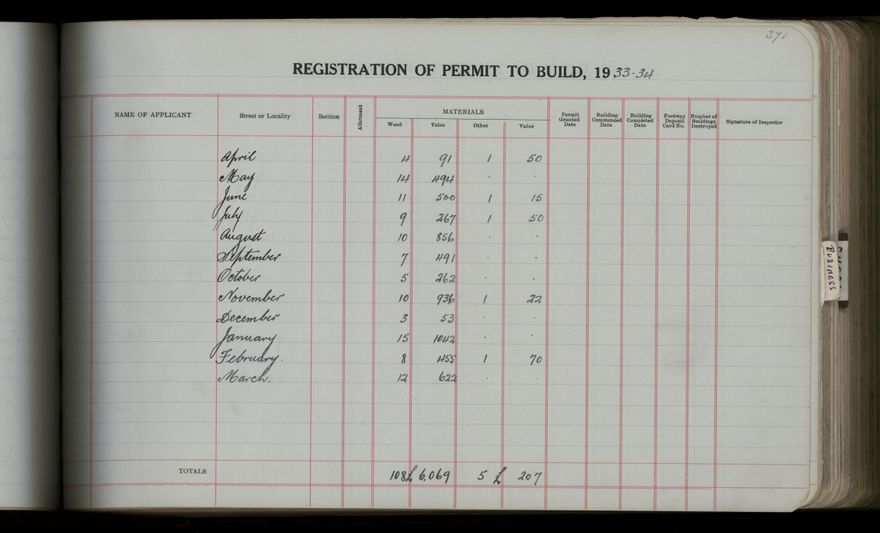 371
REGISTRATION OF PERMIT TO BUILD, 1933-34
NAME OF APPLICANT Street or Locality Section Allotment MATERIALS Wood Value Other Value Permit Granted Date Building Commenced Date Building Completed Date Footway Deposit Card No. Number of Buildings Destroyed Signature of Inspector
April 4 91 1 50
May 14 494 . .
June 11 500 1 15
July 9 267 1 50
August 10 856 . .
September 7 491 . .
October 5 262 . .
November 10 936 1 22
December 3 53 . .
January 15 1042 . .
February. 8 455 1 70
March. 12 622 . .
TOTALS 108 £ 6,069 5 £ 207
BUSINESS